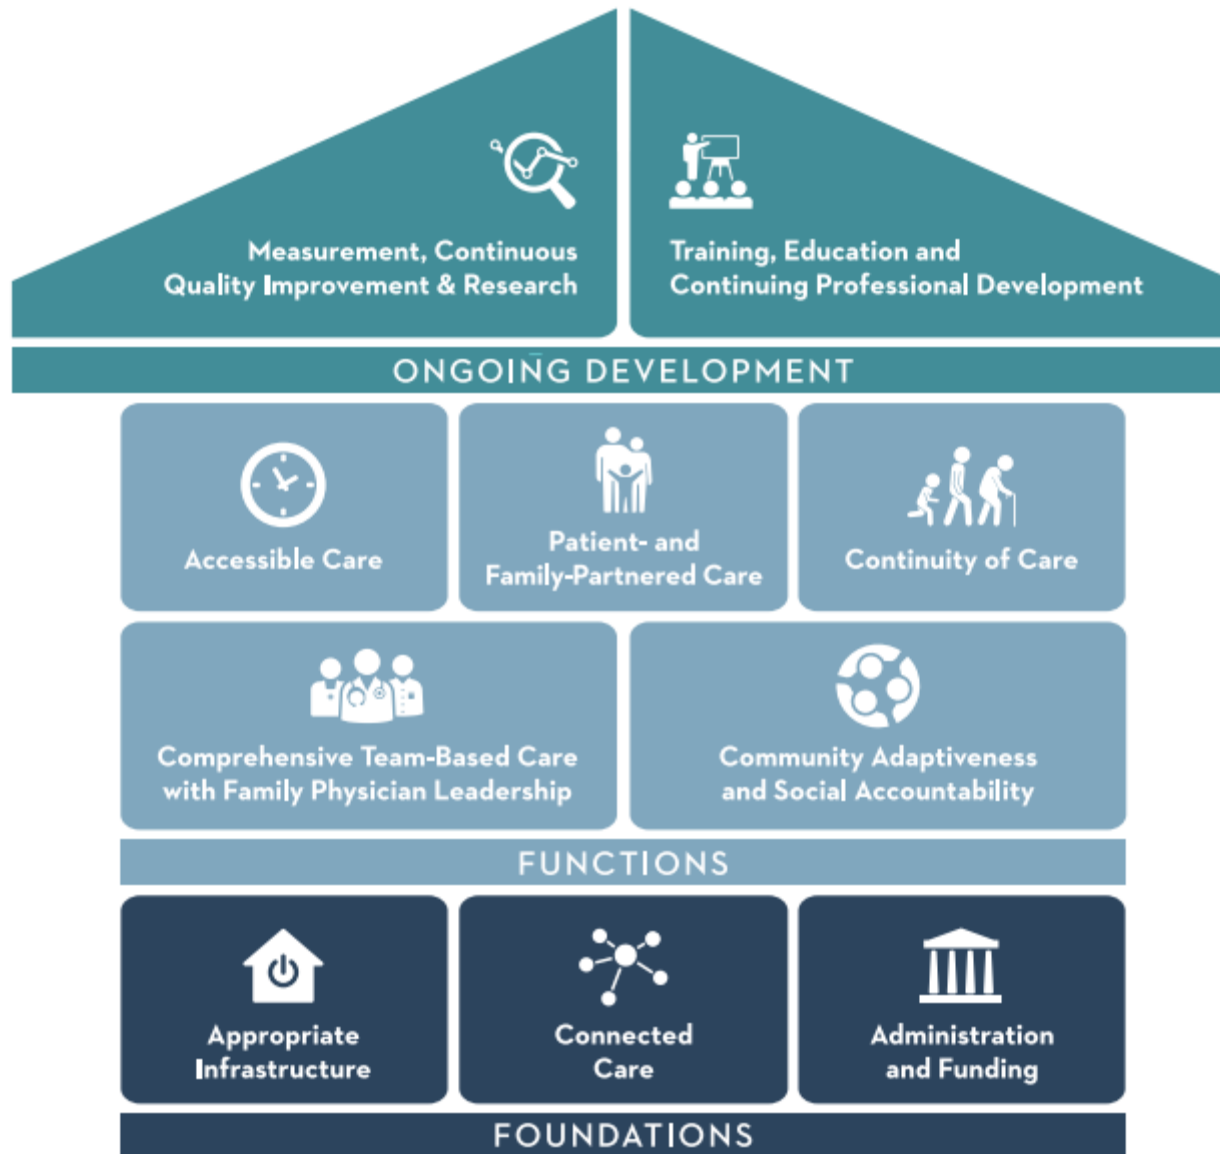 Measurement, Continuous
Quality Improvement & Research
Training, Education and
Continuing Professional Development
ONGOING DEVELOPMENT
Accessible Care
Patient- and
Family-Partnered Care
Continuity of Care
Comprehensive Team-Based Care
with Family Physician Leadership
Community Adaptiveness
and Social Accountability
FUNCTIONS
Appropriate
Infrastructure
Connected
Care
Administration
and Funding
FOUNDATIONS